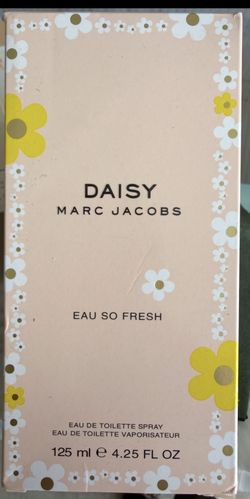 DAISY
MARC JACOBS
EAU SO FRESH
EAU DE TOILETTE SPRAY
EAU DE TOILETTE VAPORISATEUR
125 ml ℮ 4.25 FL OZ